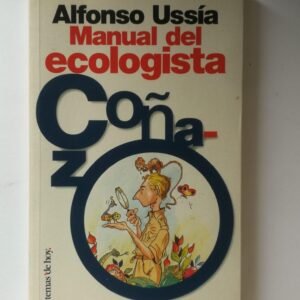 Alfonso Ussía
Manual del
ecologista
Coña-
zo
temas de hoy.